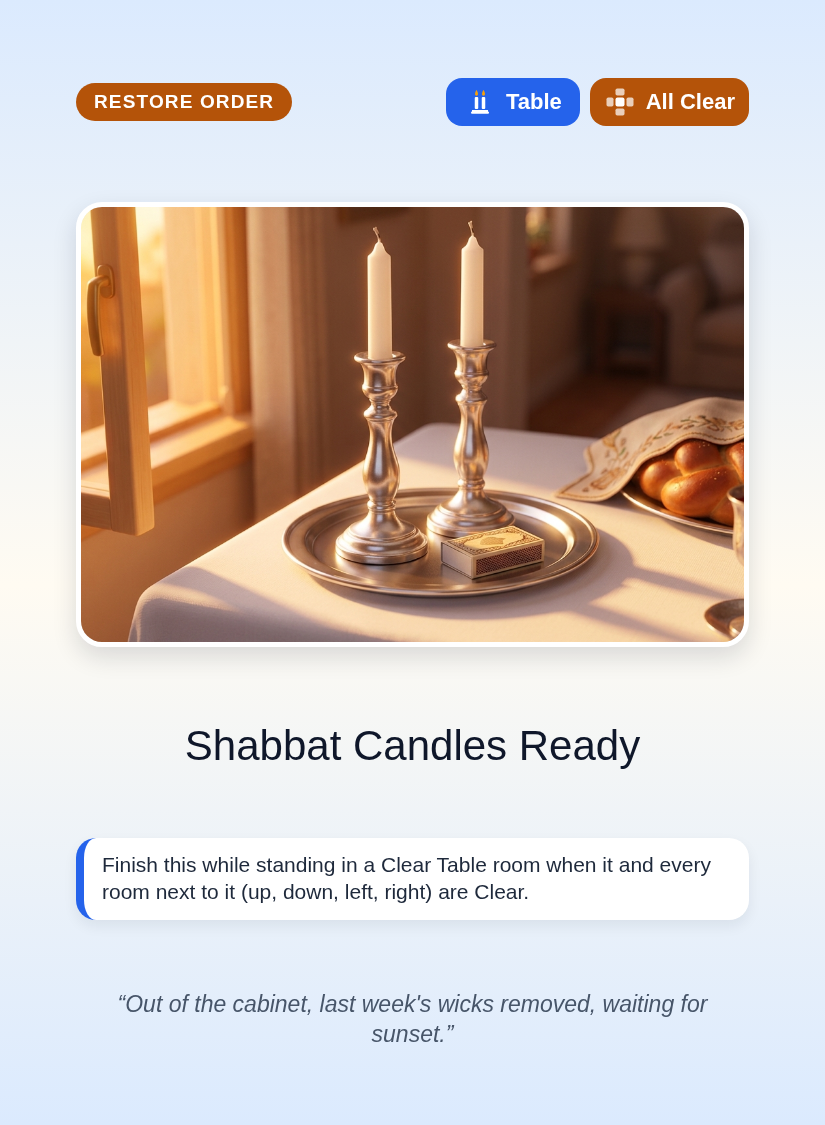 RESTORE ORDER
Table
All Clear
Shabbat Candles Ready
Finish this while standing in a Clear Table room when it and every
room next to it (up, down, left, right) are Clear.
“Out of the cabinet, last week's wicks removed, waiting for
sunset.”